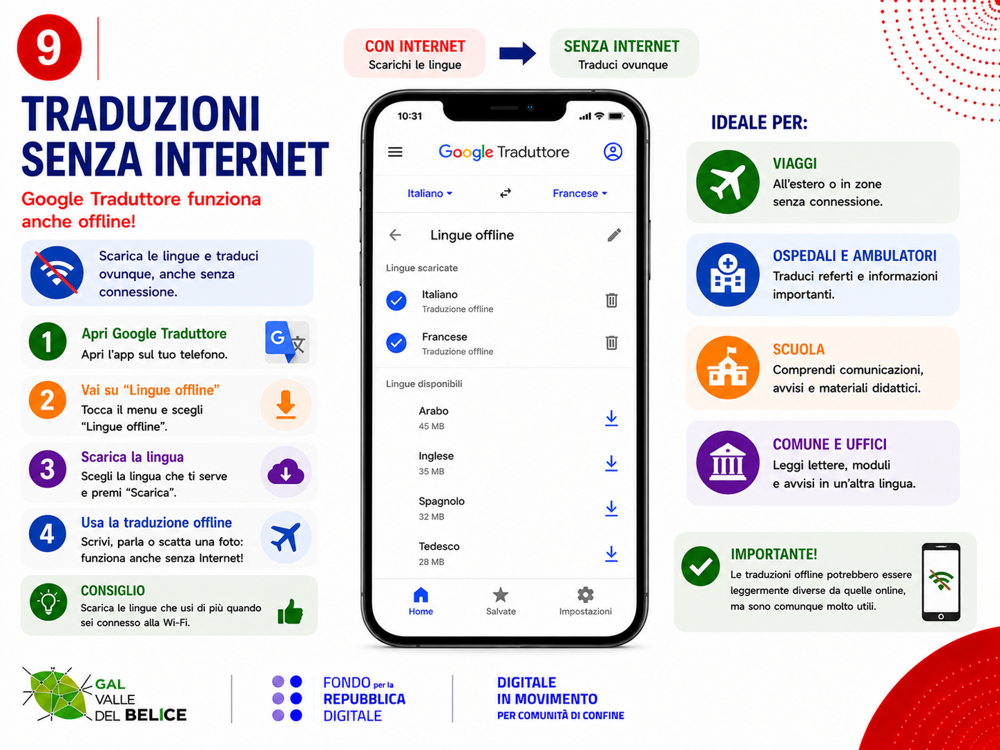 9
TRADUZIONI
SENZA INTERNET
Google Traduttore funziona
anche offline!
Scarica le lingue e traduci
ovunque, anche senza
connessione.
1
Apri Google Traduttore
Apri l'app sul tuo telefono.
G 文
2
Vai su "Lingue offline"
Tocca il menu e scegli
"Lingue offline".
3
Scarica la lingua
Scegli la lingua che ti serve
e premi "Scarica".
4
Usa la traduzione offline
Scrivi, parla o scatta una foto:
funziona anche senza Internet!
CONSIGLIO
Scarica le lingue che usi di più quando
sei connesso alla Wi-Fi.
CON INTERNET
Scarichi le lingue
SENZA INTERNET
Traduci ovunque
10:31
Google Traduttore
Italiano
Francese
Lingue offline
Lingue scaricate
Italiano
Traduzione offline
Francese
Traduzione offline
Lingue disponibili
Arabo
45 MB
Inglese
35 MB
Spagnolo
32 MB
Tedesco
28 MB
Home
Salvate
Impostazioni
IDEALE PER:
VIAGGI
All'estero o in zone
senza connessione.
OSPEDALI E AMBULATORI
Traduci referti e informazioni
importanti.
SCUOLA
Comprendi comunicazioni,
avvisi e materiali didattici.
COMUNE E UFFICI
Leggi lettere, moduli
e avvisi in un'altra lingua.
IMPORTANTE!
Le traduzioni offline potrebbero essere
leggermente diverse da quelle online,
ma sono comunque molto utili.
GAL
VALLE
DEL BELICE
FONDO per la
REPUBBLICA
DIGITALE
DIGITALE
IN MOVIMENTO
PER COMUNITÀ DI CONFINE